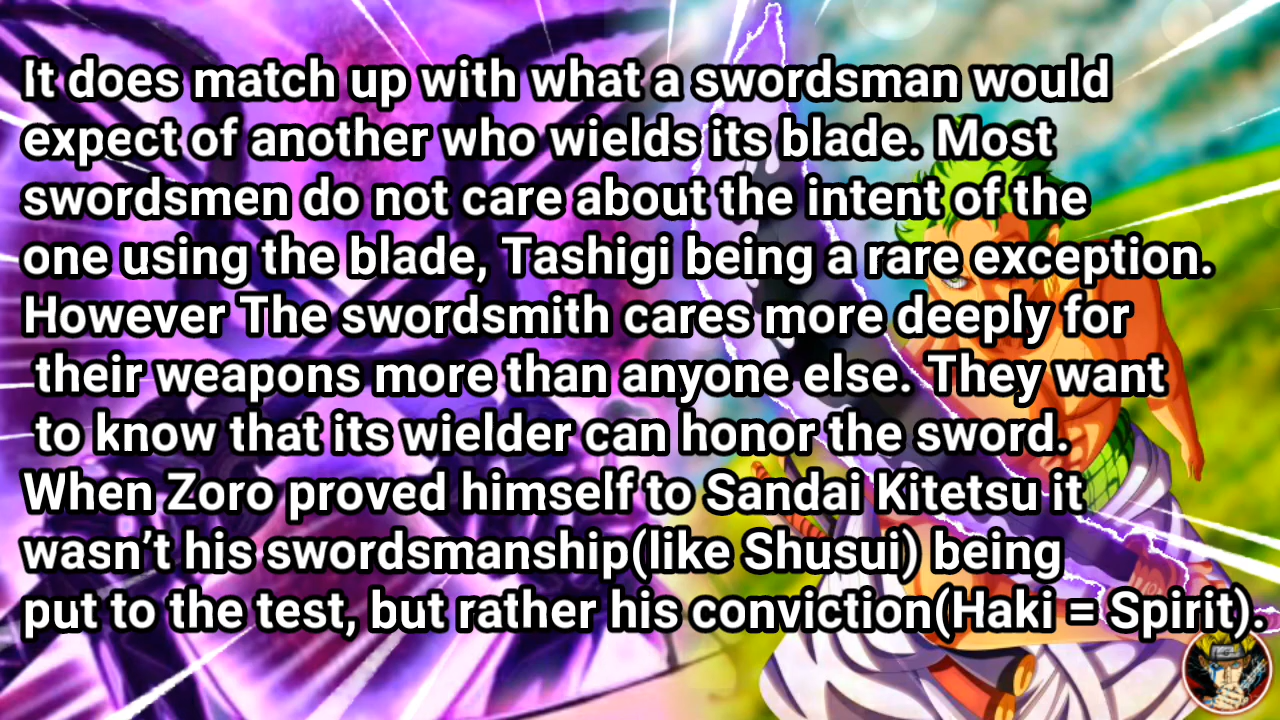 It does match up with what a swordsman would
expect of another who wields its blade. Most
swordsmen do not care about the intent of the
one using the blade, Tashigi being a rare exception.
However The swordsmith cares more deeply for
their weapons more than anyone else. They want
to know that its wielder can honor the sword.
When Zoro proved himself to Sandai Kitetsu it
wasn’t his swordsmanship(like Shusui) being
put to the test, but rather his conviction(Haki = Spirit).